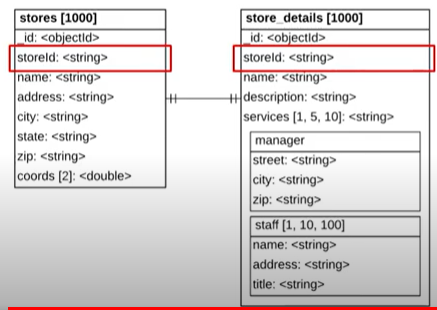 stores [1000]
_id: <objectId>
storeId: <string>
name: <string>
address: <string>
city: <string>
state: <string>
zip: <string>
coords [2]: <double>
store_details [1000]
_id: <objectId>
storeId: <string>
name: <string>
description: <string>
services [1, 5, 10]: <string>
manager
street: <string>
city: <string>
zip: <string>
staff [1, 10, 100]
name: <string>
address: <string>
title: <string>